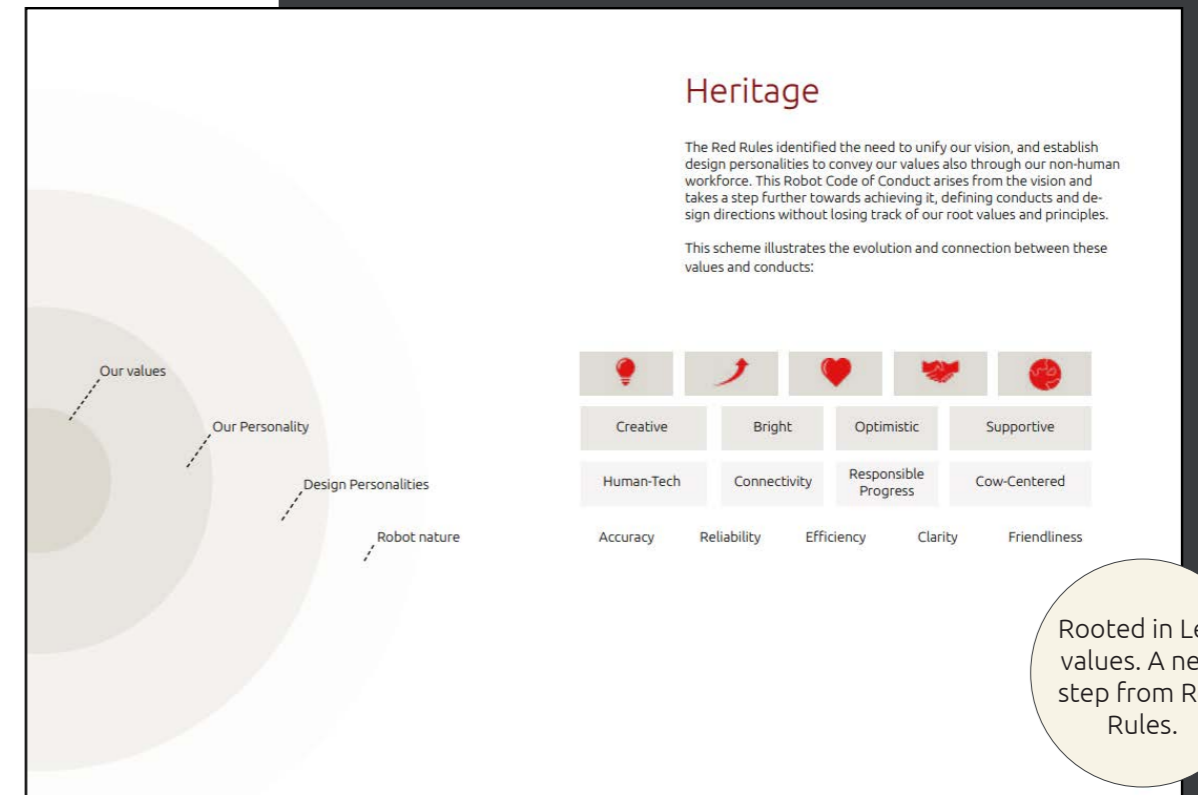 Heritage
The Red Rules identified the need to unify our vision, and establish
design personalities to convey our values also through our non-human
workforce. This Robot Code of Conduct arises from the vision and
takes a step further towards achieving it, defining conducts and de-
sign directions without losing track of our root values and principles.
This scheme illustrates the evolution and connection between these
values and conducts:
Our values
Our Personality
Design Personalities
Robot nature
Creative Bright Optimistic Supportive
Human-Tech Connectivity Responsible
Progress Cow-Centered
Accuracy Reliability Efficiency Clarity Friendliness
Rooted in
values. A
step from
Rules.